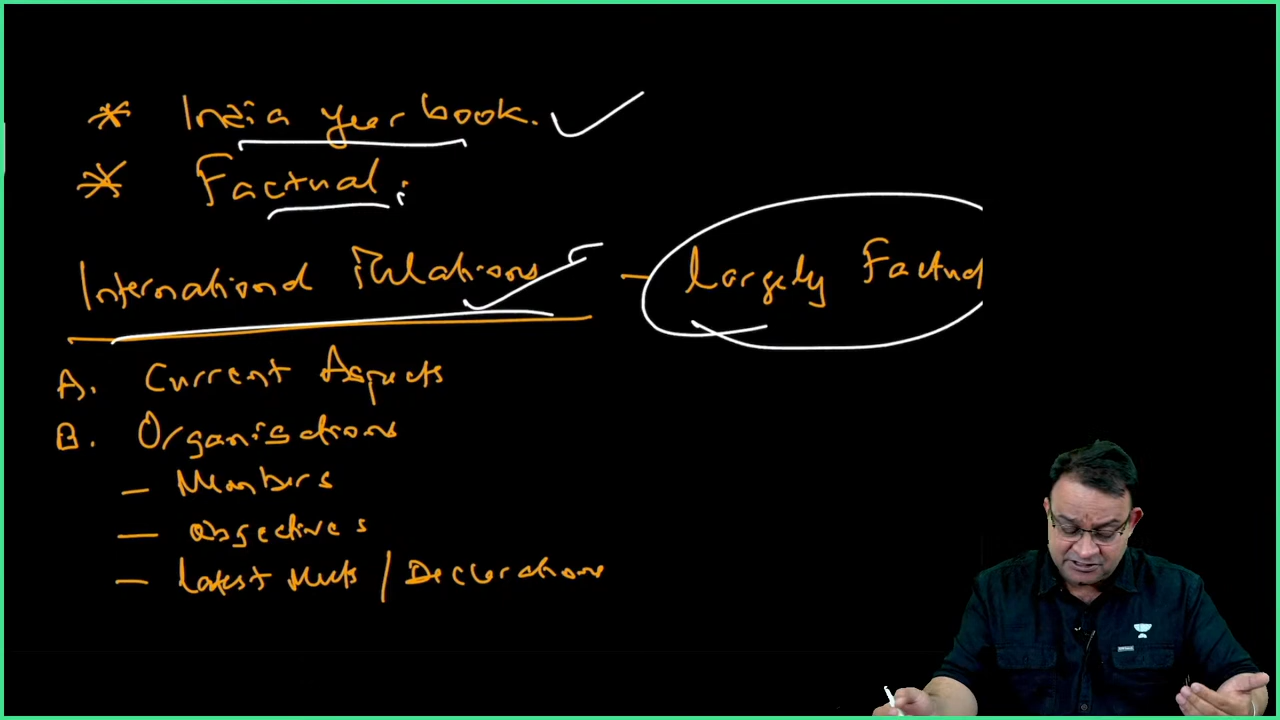 * India year book.
* Factual :
International Relations - largely Factual
A. Current Aspects
B. Organisations
- Members
- objectives
- latest Meets / Declarations